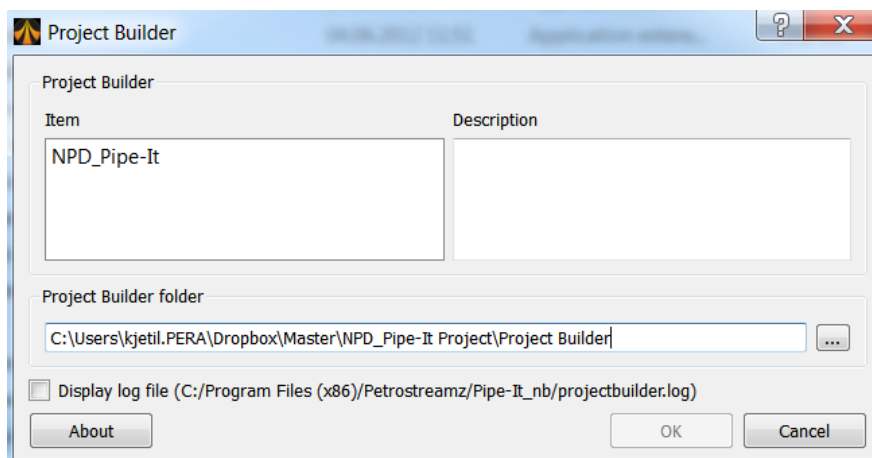 Project Builder
Project Builder
Item Description
NPD_Pipe-It
Project Builder folder
C:\Users\kjetil.PERA\Dropbox\Master\NPD_Pipe-It Project\Project Builder
...
Display log file (C:/Program Files (x86)/Petrostreamz/Pipe-It_nb/projectbuilder.log)
About OK Cancel